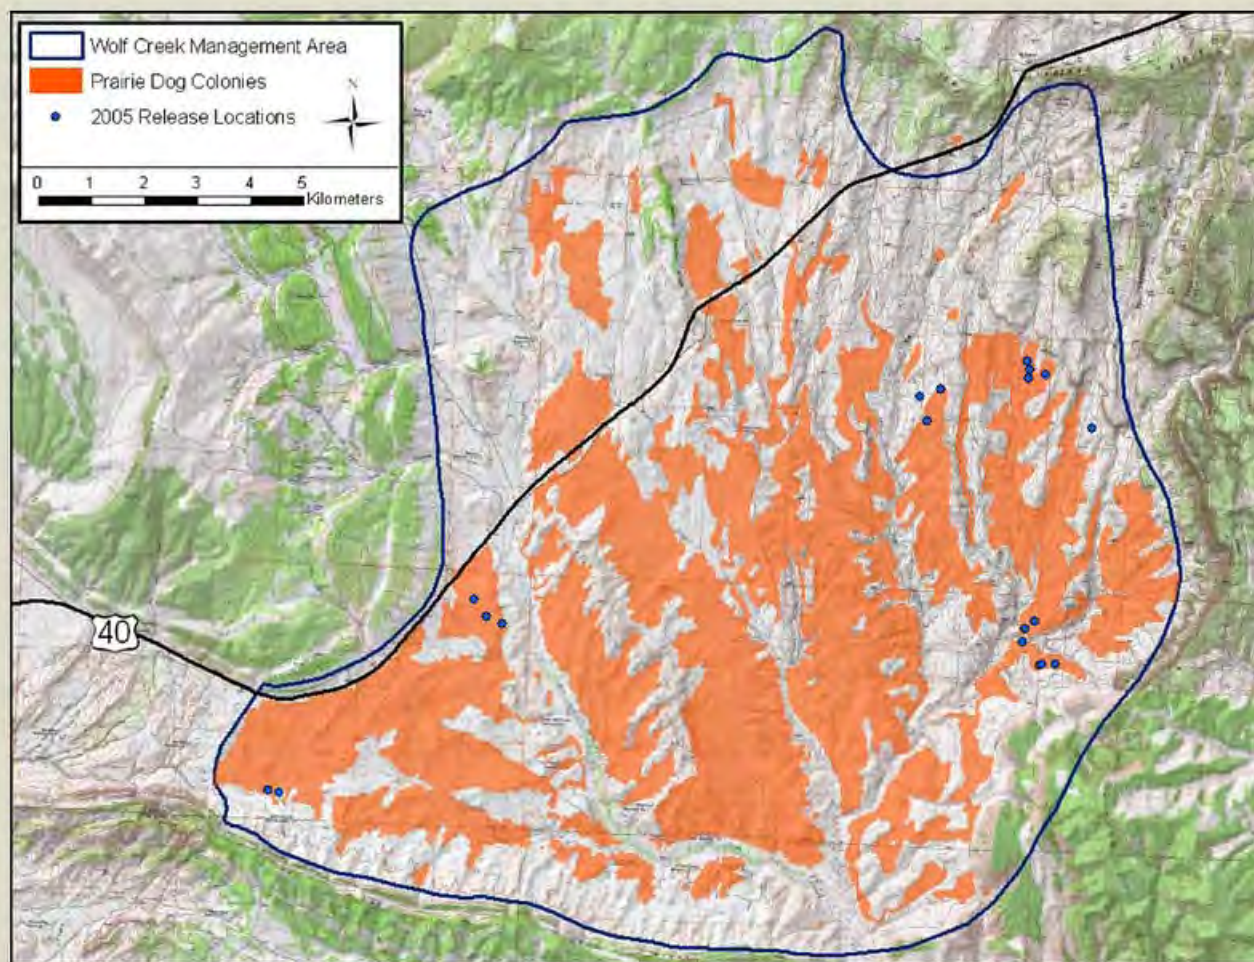 Wolf Creek Management Area
Prairie Dog Colonies
2005 Release Locations
N
0 1 2 3 4 5
Kilometers
40